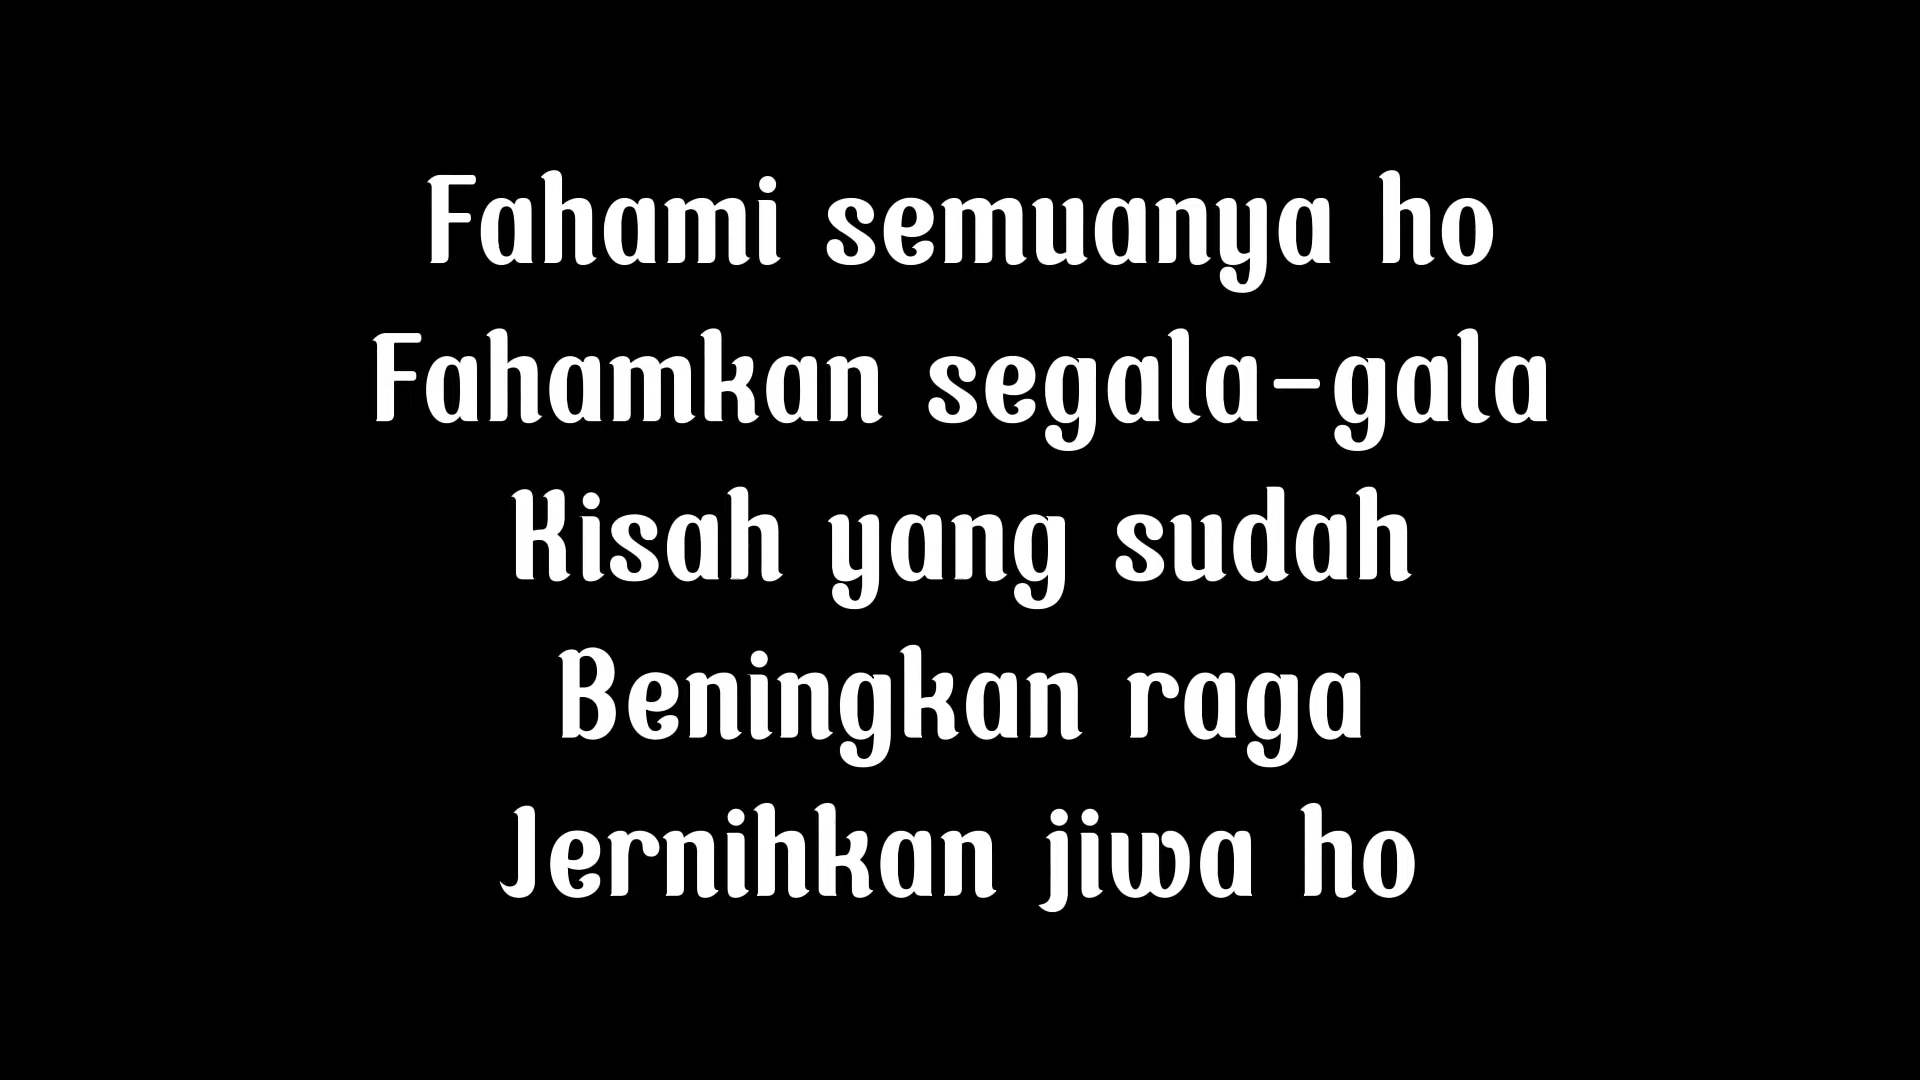 Fahami semuanya ho
Fahamkan segala-gala
Kisah yang sudah
Beningkan raga
Jernihkan jiwa ho